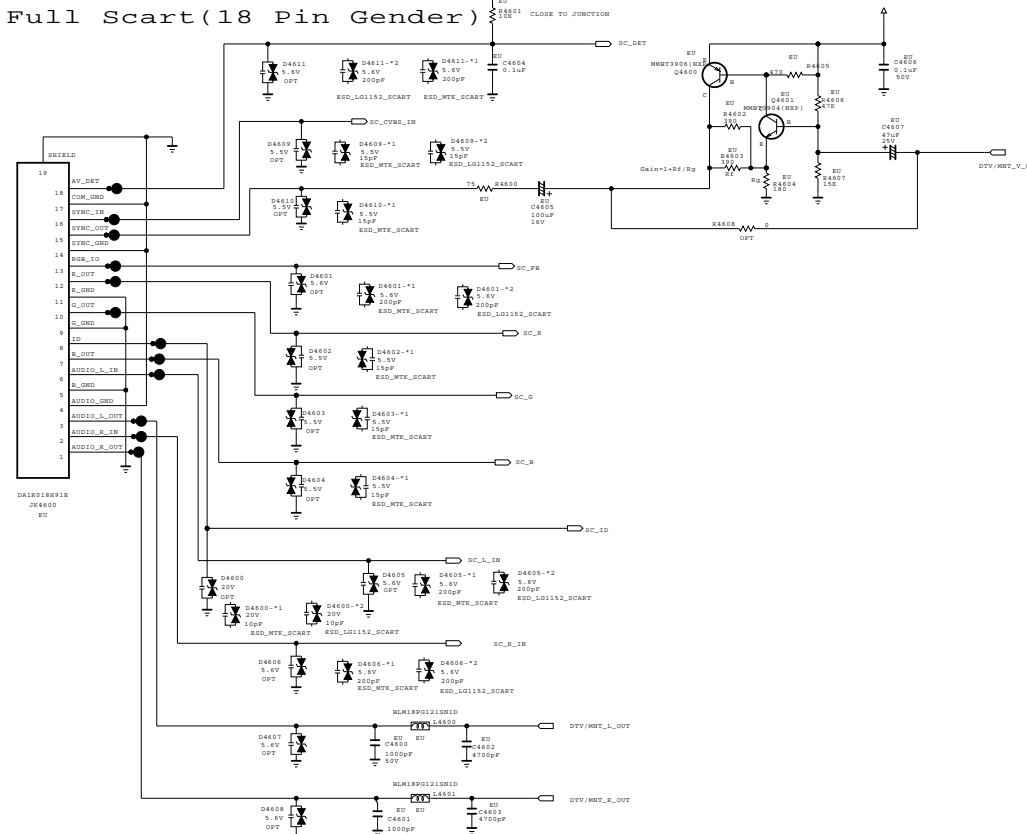 Full Scart(18 Pin Gender)
EU
R4601
10K
CLOSE TO JUNCTION
SC_DET
D4611
5.6V
OPT
D4611-*2
5.6V
200pF
ESD_LG1152_SCART
D4611-*1
5.6V
200pF
ESD_MTK_SCART
EU
C4604
0.1uF
EU
MMBT3906(NXP)
Q4600
E
B
C
EU
470
R4605
EU
C4606
0.1uF
50V
EU
R4606
47K
EU
Q4601
MMBT3904(NXP)
C
B
E
EU
R4602
390
EU
R4603
390
Rf
Gain=1+Rf/Rg
Rg
EU
R4604
180
EU
R4607
15K
EU
C4607
47uF
25V
DTV/MNT_V_O
R4608
0
OPT
SC_CVBS_IN
D4609
5.5V
OPT
D4609-*1
5.5V
15pF
ESD_MTK_SCART
D4609-*2
5.5V
15pF
ESD_LG1152_SCART
75
R4600
EU
EU
C4605
100uF
16V
D4610
5.5V
OPT
D4610-*1
5.5V
15pF
ESD_MTK_SCART
SHIELD
19
AV_DET
18
COM_GND
17
SYNC_IN
16
SYNC_OUT
15
SYNC_GND
14
RGB_IO
13
R_OUT
12
R_GND
11
G_OUT
10
G_GND
9
ID
8
B_OUT
7
AUDIO_L_IN
6
B_GND
5
AUDIO_GND
4
AUDIO_L_OUT
3
AUDIO_R_IN
2
AUDIO_R_OUT
1
DA1R018H91E
JK4600
EU
SC_FB
D4601
5.6V
OPT
D4601-*1
5.6V
200pF
ESD_MTK_SCART
D4601-*2
5.6V
200pF
ESD_LG1152_SCART
SC_R
D4602
5.5V
OPT
D4602-*1
5.5V
15pF
ESD_MTK_SCART
SC_G
D4603
5.5V
OPT
D4603-*1
5.5V
15pF
ESD_MTK_SCART
SC_B
D4604
5.5V
OPT
D4604-*1
5.5V
15pF
ESD_MTK_SCART
SC_ID
SC_L_IN
D4600
20V
OPT
D4600-*1
20V
10pF
ESD_MTK_SCART
D4600-*2
20V
10pF
ESD_LG1152_SCART
D4605
5.6V
OPT
D4605-*1
5.6V
200pF
ESD_MTK_SCART
D4605-*2
5.6V
200pF
ESD_LG1152_SCART
SC_R_IN
D4606
5.6V
OPT
D4606-*1
5.6V
200pF
ESD_MTK_SCART
D4606-*2
5.6V
200pF
ESD_LG1152_SCART
BLM18PG121SN1D
L4600
EU
DTV/MNT_L_OUT
D4607
5.6V
OPT
EU
C4600
1000pF
50V
EU
C4602
4700pF
BLM18PG121SN1D
L4601
EU
DTV/MNT_R_OUT
D4608
5.6V
OPT
EU
C4601
1000pF
EU
C4603
4700pF